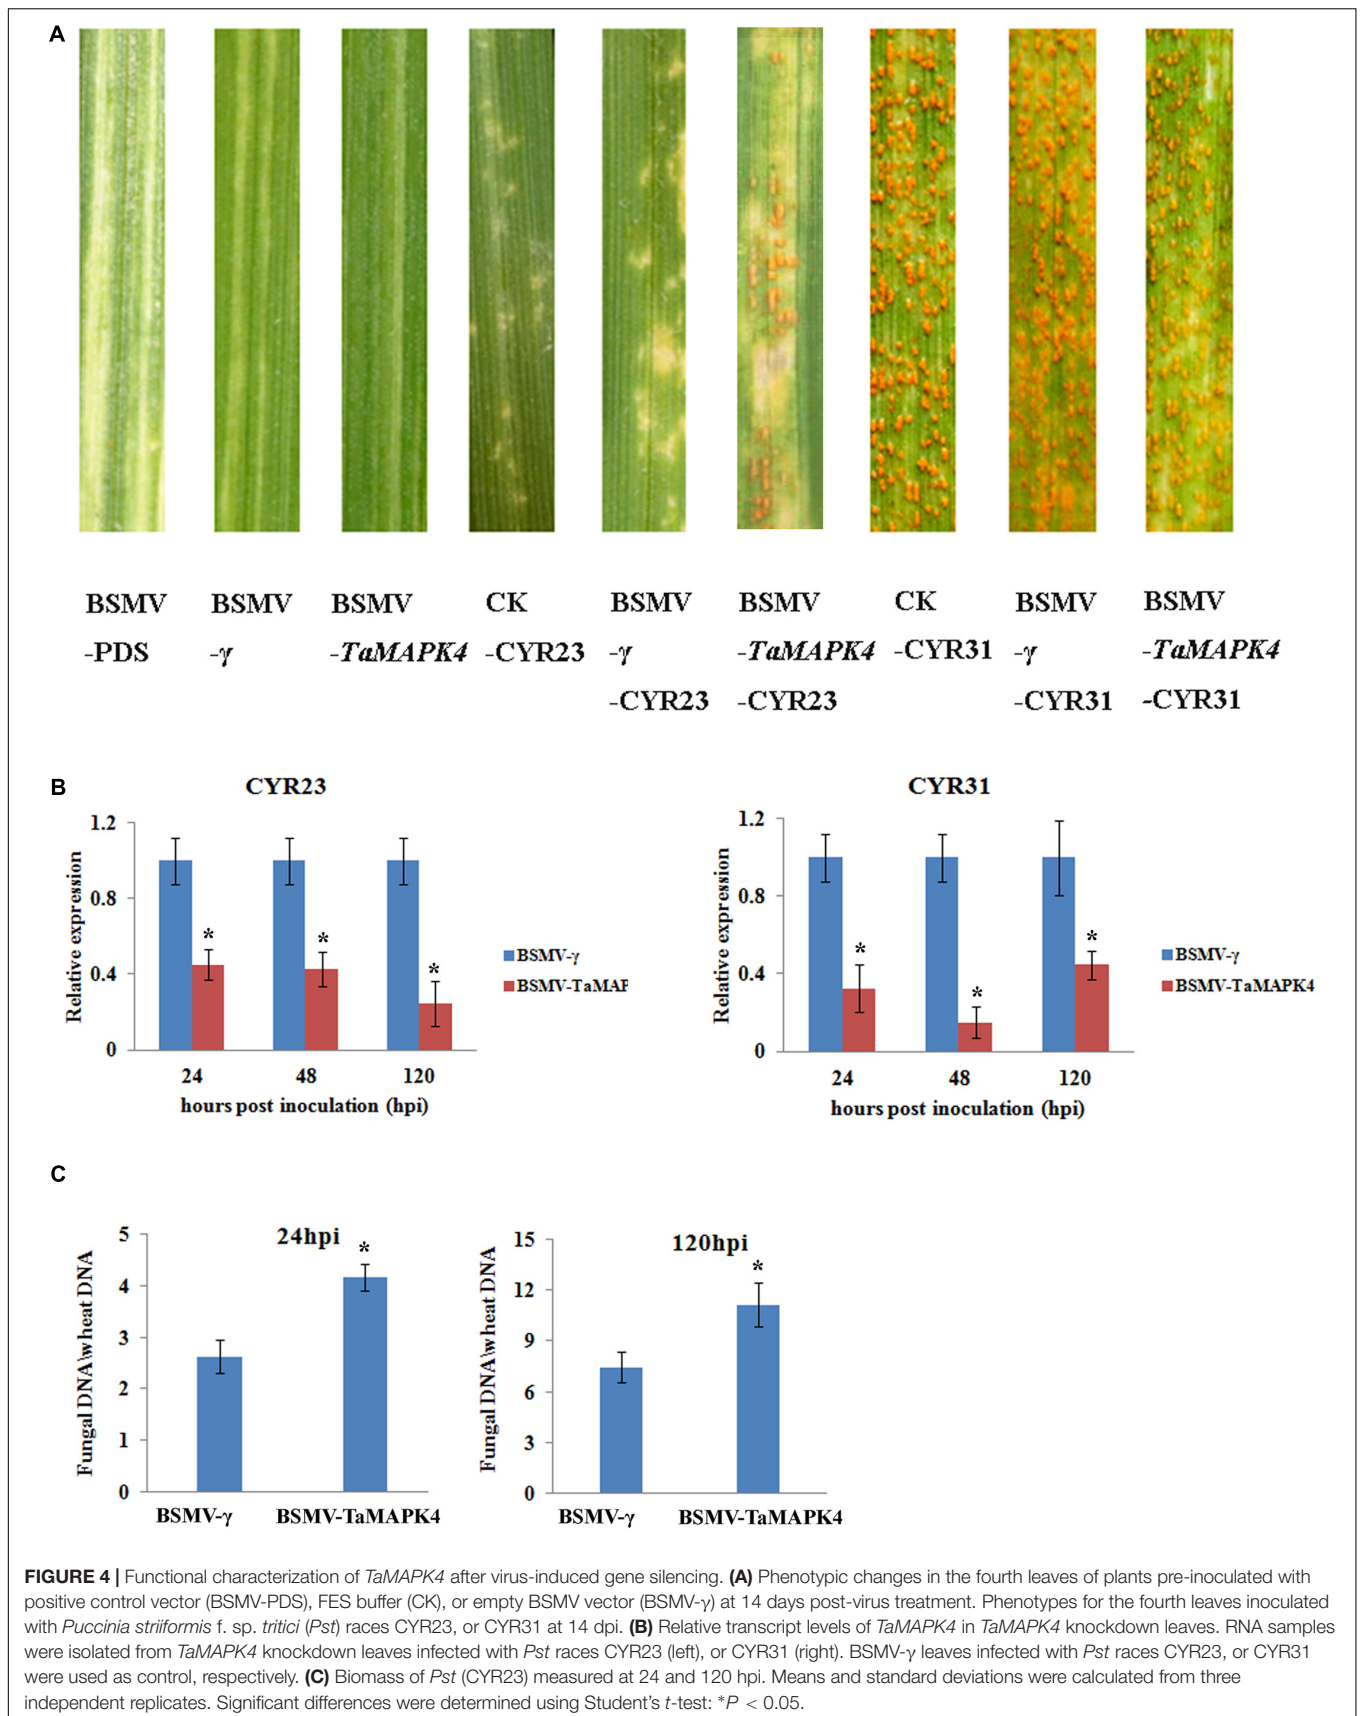 A
BSMV BSMV BSMV CK BSMV BSMV CK BSMV BSMV
-PDS -γ -TaMAPK4 -CYR23 -γ -TaMAPK4 -CYR31 -γ -TaMAPK4
-CYR23 -CYR23 -CYR31 -CYR31
B
CYR23
1.2
0.8
0.4
0
Relative expression
* * *
24 48 120
hours post inoculation (hpi)
BSMV-γ
BSMV-TaMAP
CYR31
1.2
0.8
0.4
0
Relative expression
* * *
24 48 120
hours post inoculation (hpi)
BSMV-γ
BSMV-TaMAPK4
C
24hpi
*
5
4
3
2
1
0
Fungal DNA\wheat DNA
BSMV-γ BSMV-TaMAPK4
120hpi
*
15
12
9
6
3
0
Fungal DNA\wheat DNA
BSMV-γ BSMV-TaMAPK4
FIGURE 4 | Functional characterization of TaMAPK4 after virus-induced gene silencing. (A) Phenotypic changes in the fourth leaves of plants pre-inoculated with
positive control vector (BSMV-PDS), FES buffer (CK), or empty BSMV vector (BSMV-γ) at 14 days post-virus treatment. Phenotypes for the fourth leaves inoculated
with Puccinia striiformis f. sp. tritici (Pst) races CYR23, or CYR31 at 14 dpi. (B) Relative transcript levels of TaMAPK4 in TaMAPK4 knockdown leaves. RNA samples
were isolated from TaMAPK4 knockdown leaves infected with Pst races CYR23 (left), or CYR31 (right). BSMV-γ leaves infected with Pst races CYR23, or CYR31
were used as control, respectively. (C) Biomass of Pst (CYR23) measured at 24 and 120 hpi. Means and standard deviations were calculated from three
independent replicates. Significant differences were determined using Student's t-test: *P < 0.05.